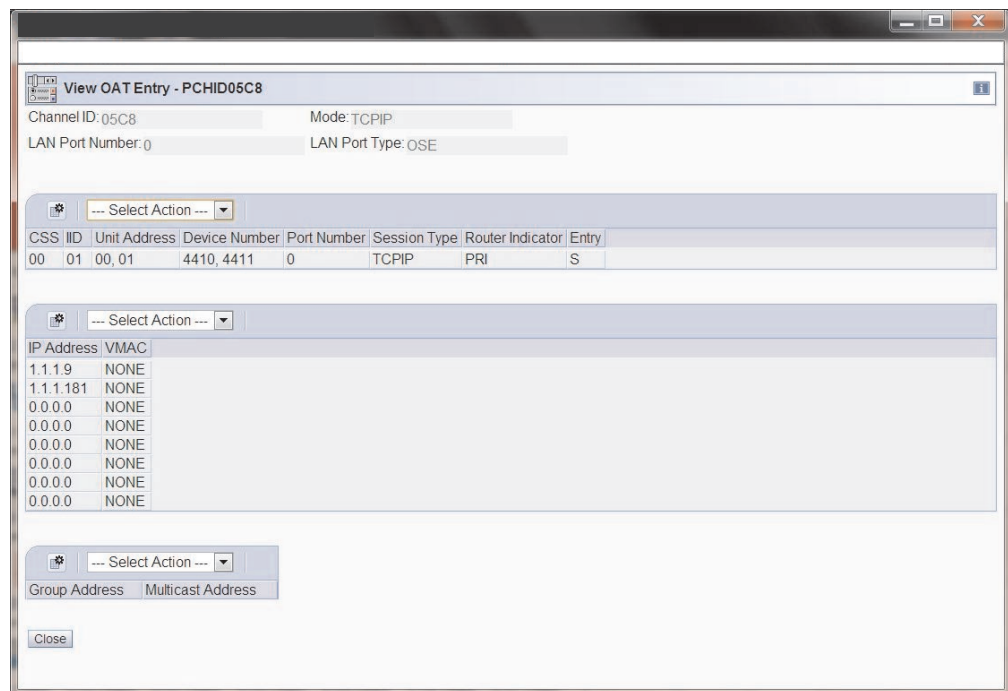 View OAT Entry - PCHID05C8
Channel ID: 05C8 Mode: TCPIP
LAN Port Number: 0 LAN Port Type: OSE
--- Select Action ---
CSS IID Unit Address Device Number Port Number Session Type Router Indicator Entry
00 01 00, 01 4410, 4411 0 TCPIP PRI S
--- Select Action ---
IP Address VMAC
1.1.1.9 NONE
1.1.1.181 NONE
0.0.0.0 NONE
0.0.0.0 NONE
0.0.0.0 NONE
0.0.0.0 NONE
0.0.0.0 NONE
0.0.0.0 NONE
--- Select Action ---
Group Address Multicast Address
Close